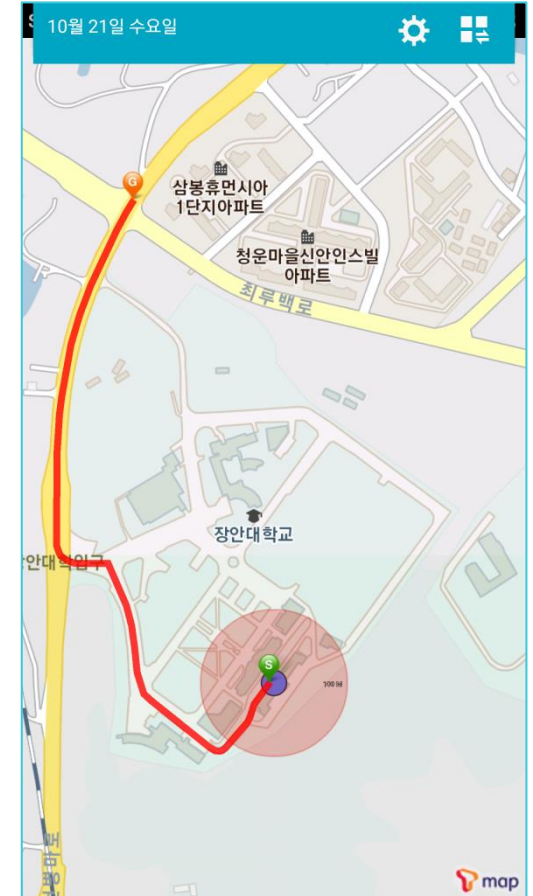 10월 21일 수요일
G
삼봉휴먼시아
1단지아파트
청운마을신안인스빌
아파트
최루백로
장안대학교
안대학입구
S
map